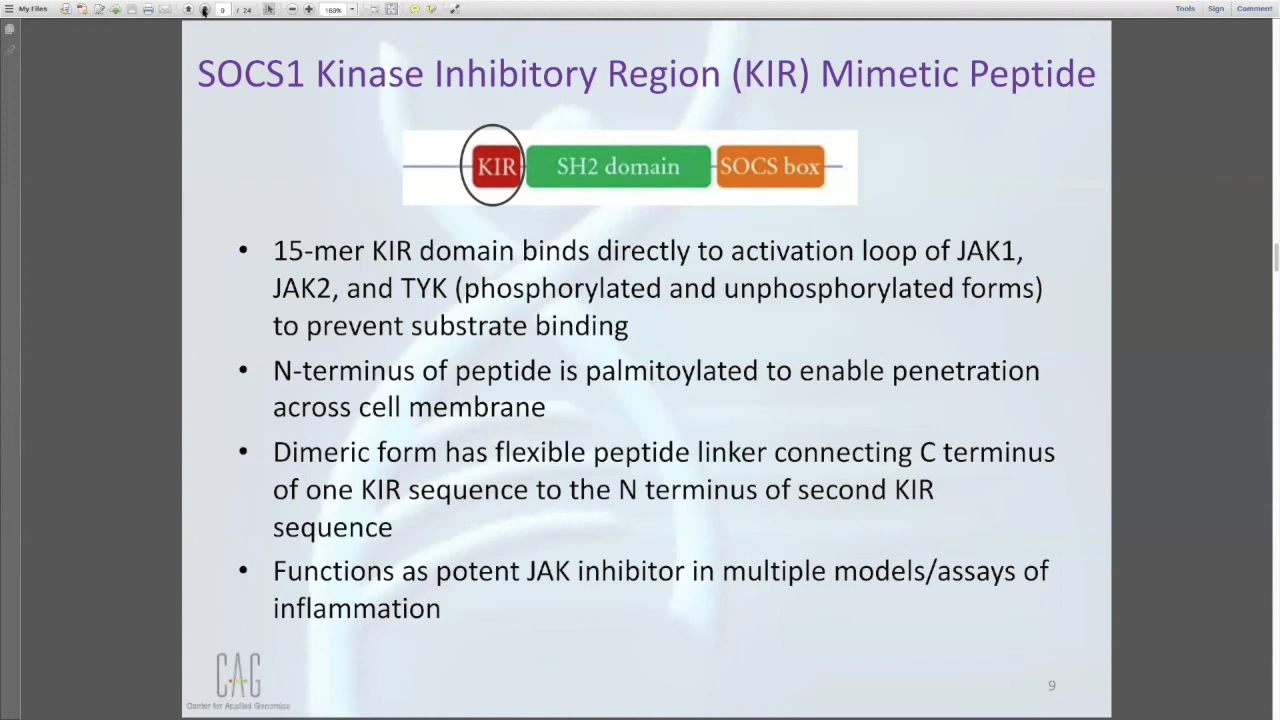 My Files
9 / 24
169%
Tools
Sign
Comment
SOCS1 Kinase Inhibitory Region (KIR) Mimetic Peptide
KIR
SH2 domain
SOCS box
• 15-mer KIR domain binds directly to activation loop of JAK1,
JAK2, and TYK (phosphorylated and unphosphorylated forms)
to prevent substrate binding
• N-terminus of peptide is palmitoylated to enable penetration
across cell membrane
• Dimeric form has flexible peptide linker connecting C terminus
of one KIR sequence to the N terminus of second KIR
sequence
• Functions as potent JAK inhibitor in multiple models/assays of
inflammation
CAG
Center for Applied Genomics
9